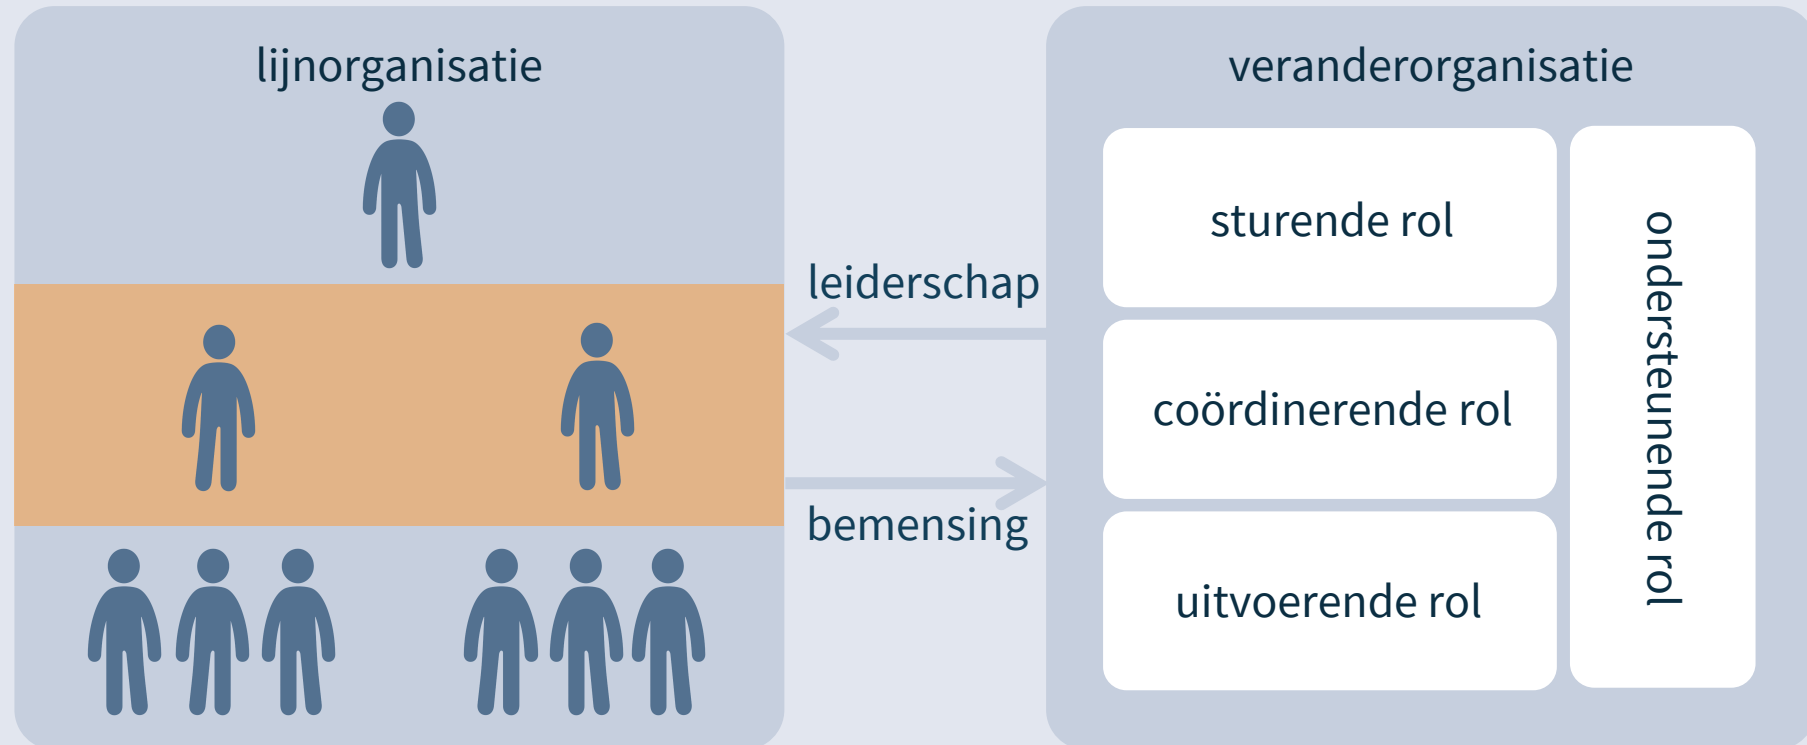 lijnorganisatie
leiderschap
bemensing
veranderorganisatie
sturende rol
coördinerende rol
uitvoerende rol
ondersteunende rol